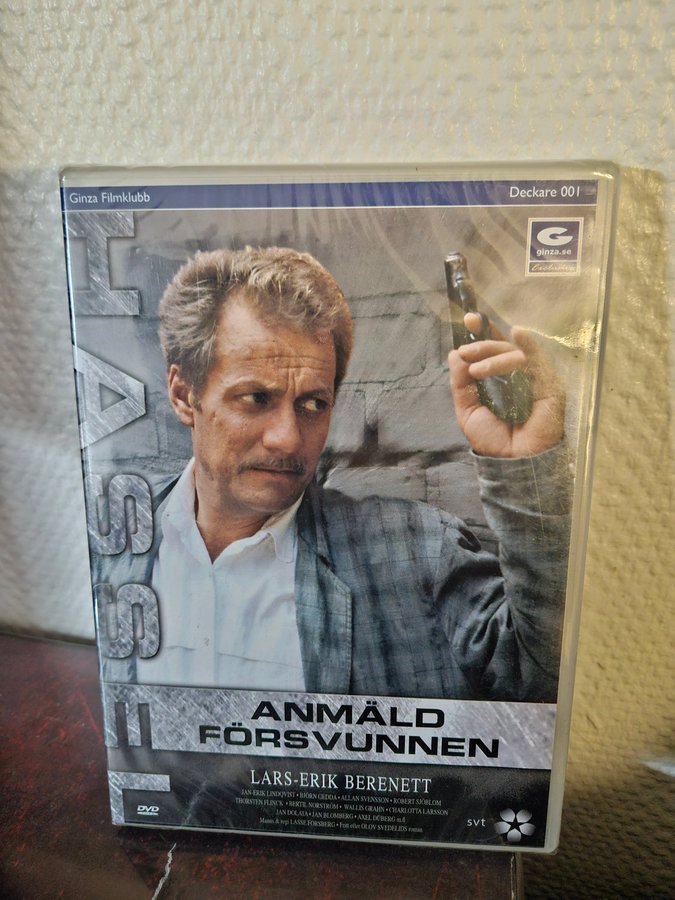 Ginza Filmklubb
Deckare 001
G
ginza.se
Exclusive
HASSEL
ANMÄLD
FÖRSVUNNEN
LARS-ERIK BERENETT
JAN-ERIK LINDQVIST • BJÖRN GEDDA • ALLAN SVENSSON • ROBERT SJÖBLOM
THORSTEN FLINCK • BERTIL NORSTRÖM • WALLIS GRAHN • CHARLOTTA LARSSON
JAN DOLATA • JAN BLOMBERG • AXEL DÜBERG m.fl
Manus & regi LASSE FORSBERG • Fritt efter OLOV SVEDELIDS roman
DVD
svt